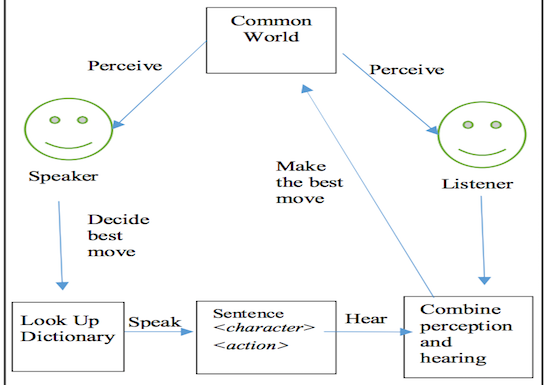 Common
World
Perceive
Perceive
Speaker
Listener
Make
the best
move
Decide
best
move
Look Up
Dictionary
Speak
Sentence
<character>
<action>
Hear
Combine
perception
and
hearing